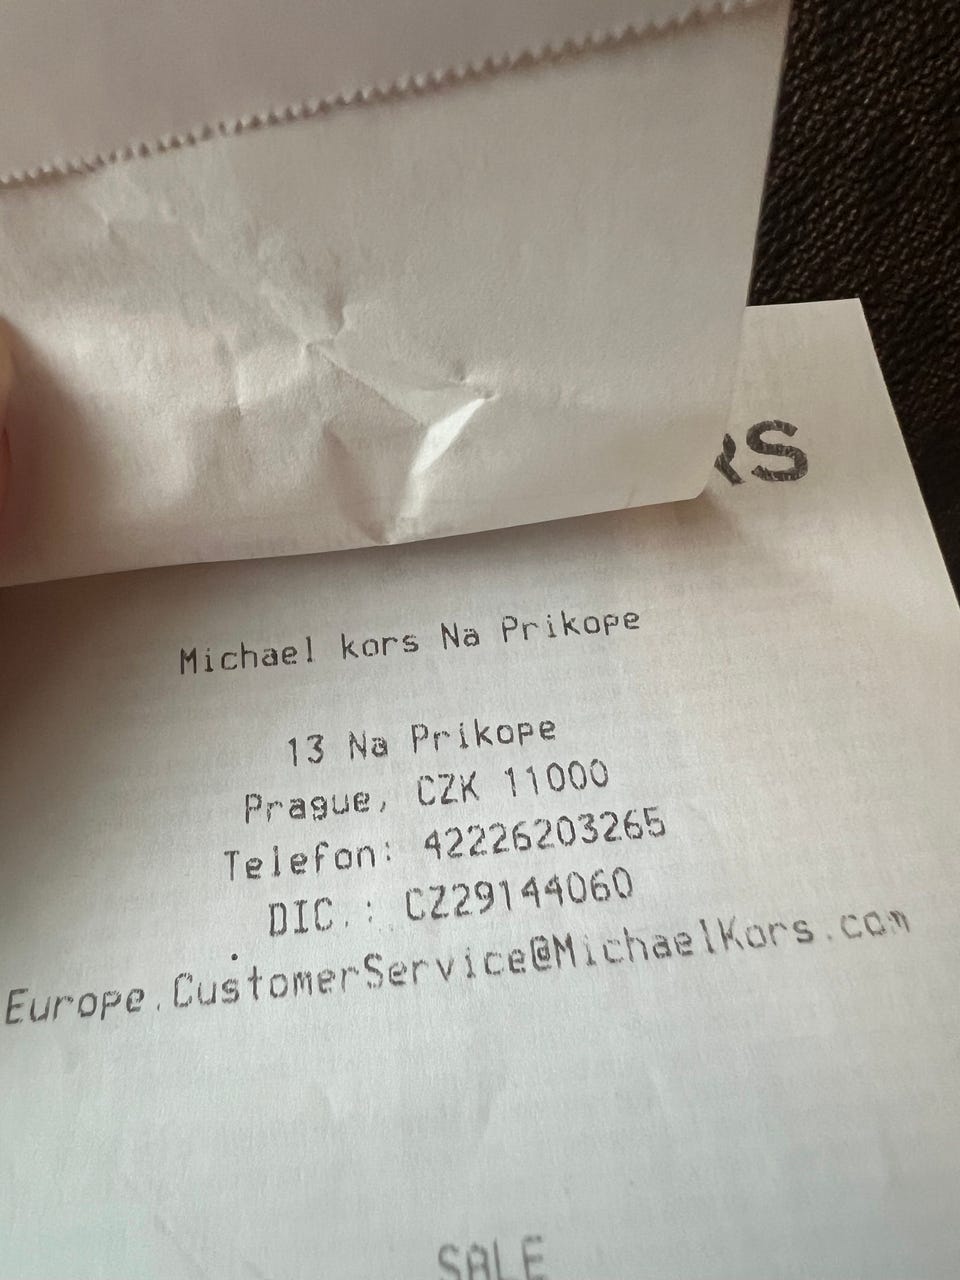 RS
Michael kors Na Prikope
13 Na Prikope
Prague, CZK 11000
Telefon: 42226203265
DIC.: CZ29144060
Europe.CustomerService@MichaelKors.com
SALE